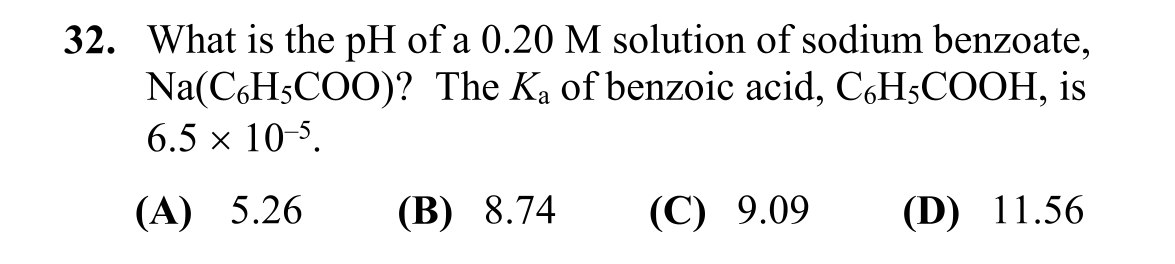 32. What is the pH of a 0.20 M solution of sodium benzoate,
Na(C₆H₅COO)? The Kₐ of benzoic acid, C₆H₅COOH, is
6.5 × 10⁻⁵.
(A) 5.26 (B) 8.74 (C) 9.09 (D) 11.56